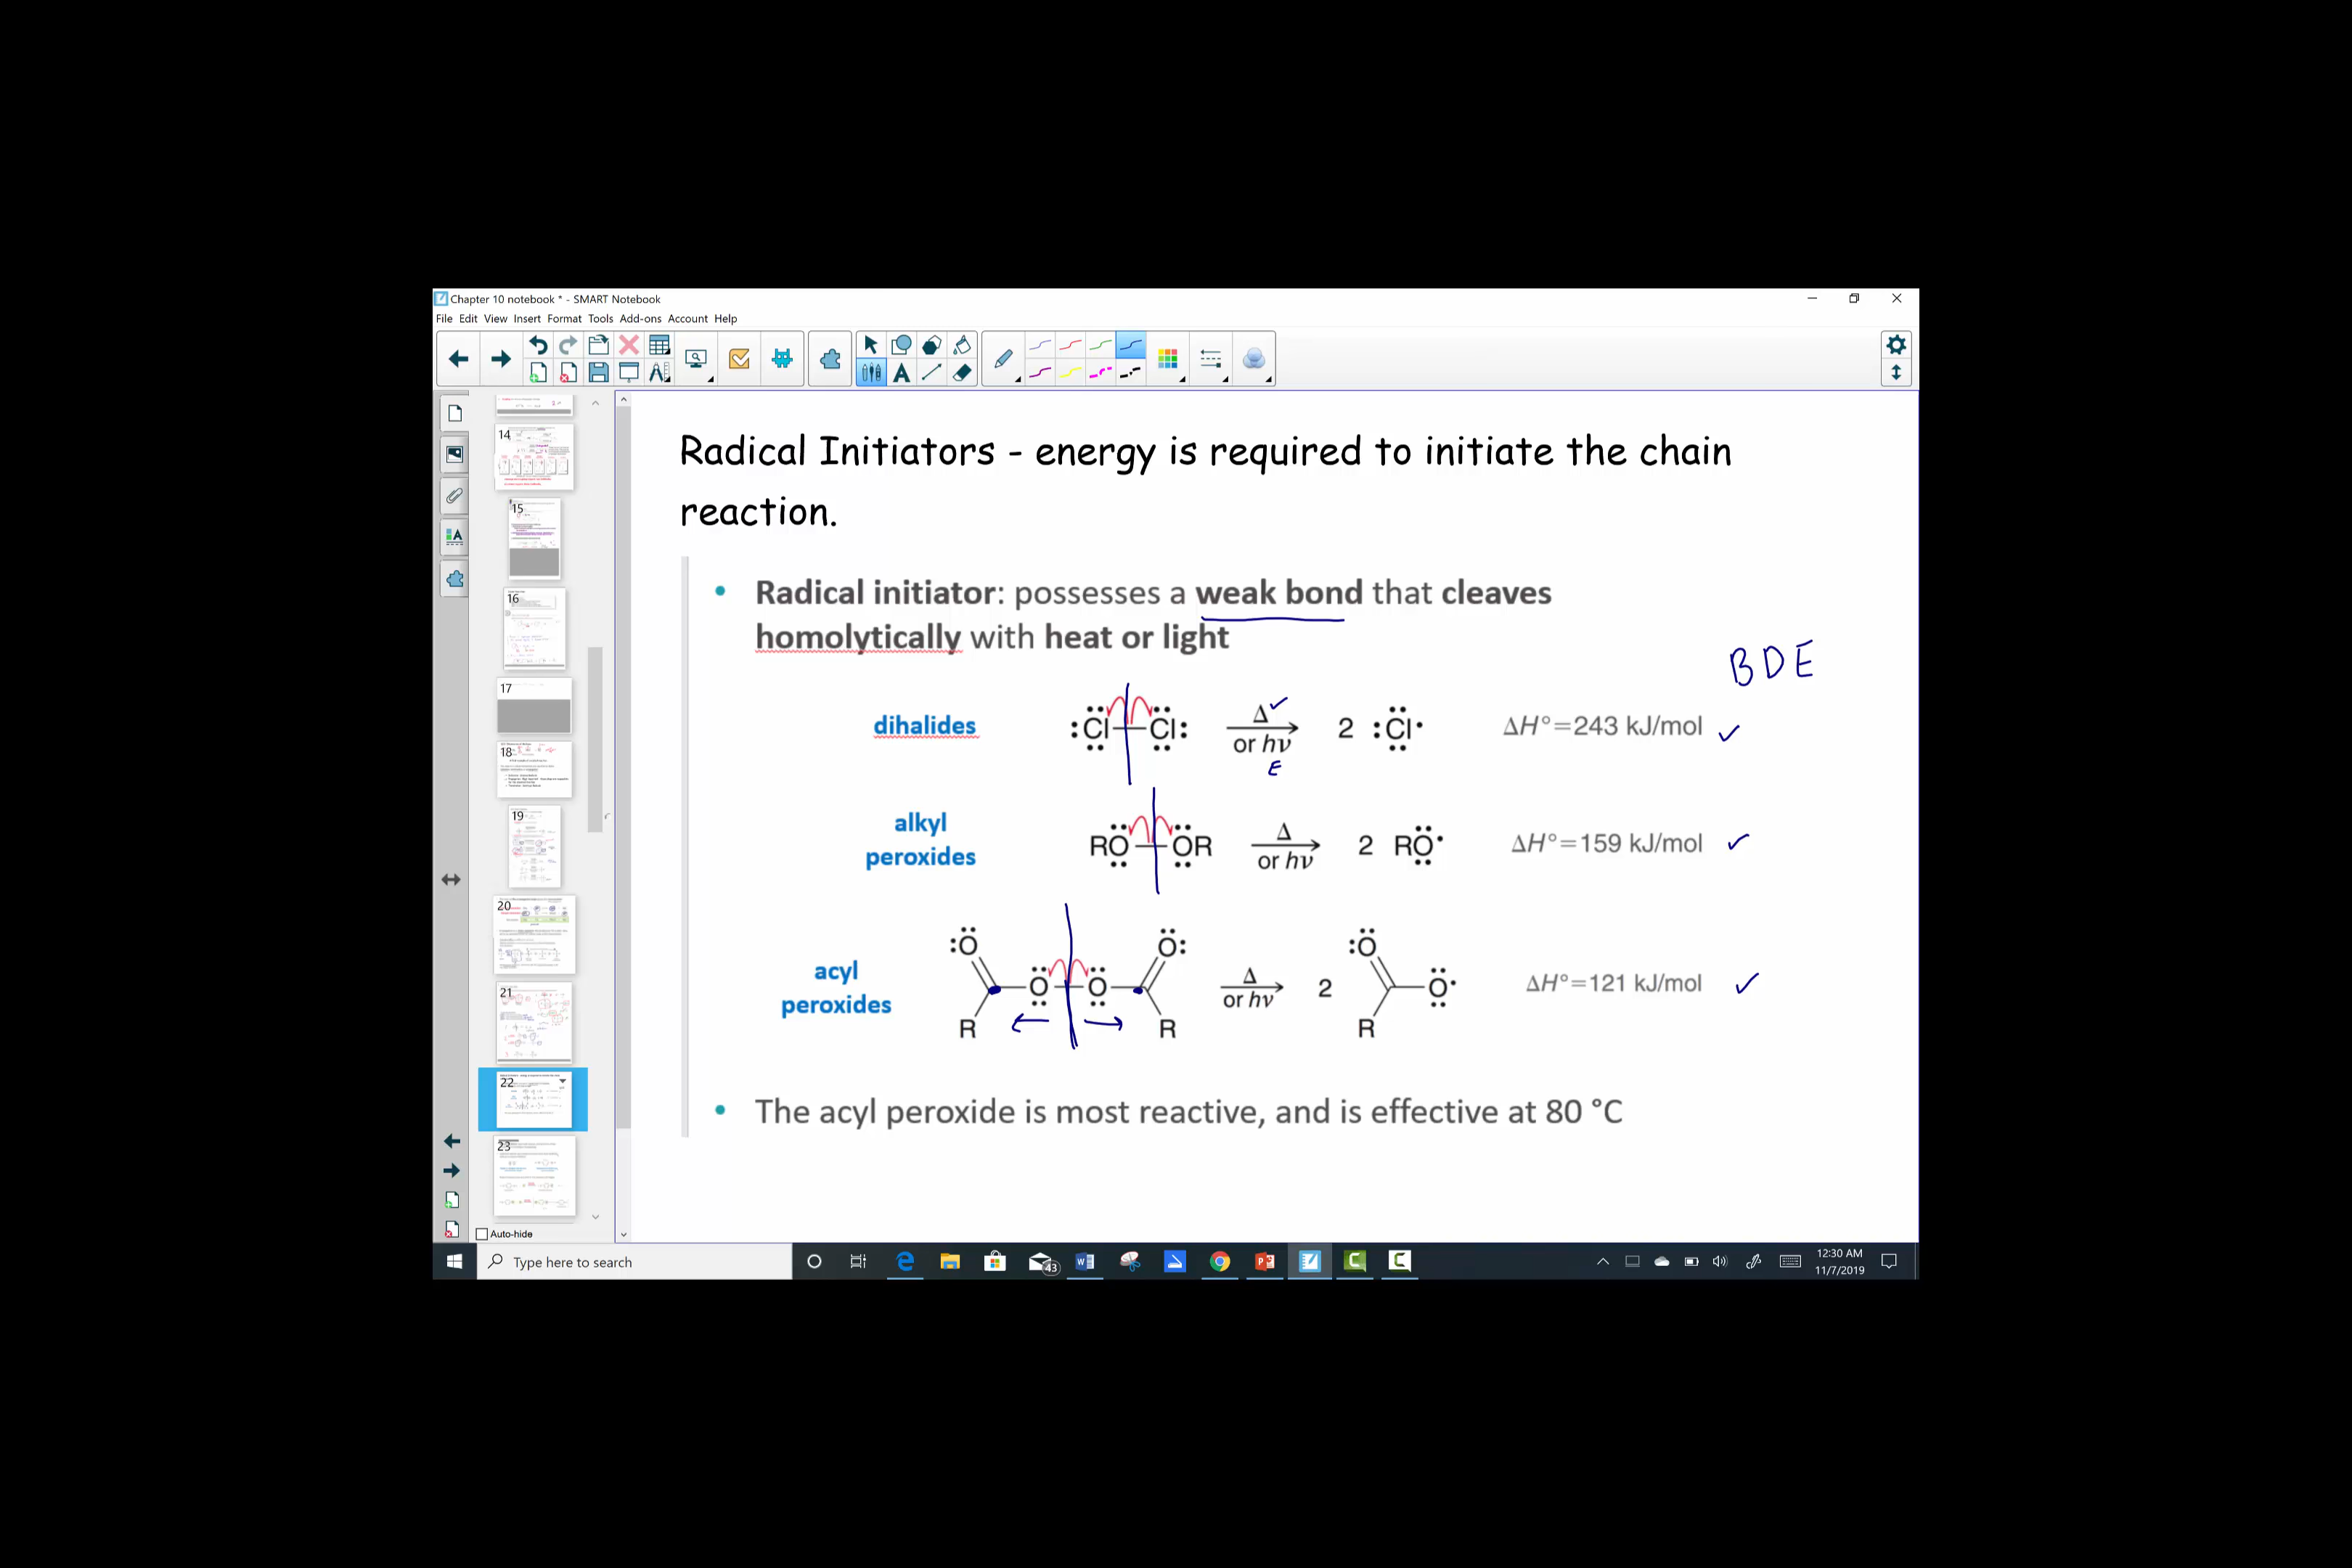 Chapter 10 notebook * - SMART Notebook
File Edit View Insert Format Tools Add-ons Account Help
14
15
16
17
18
19
20
21
22
23
Auto-hide
Radical Initiators - energy is required to initiate the chain
reaction.
• Radical initiator: possesses a weak bond that cleaves
homolytically with heat or light
BDE
dihalides :Cl—Cl: Δ or hν 2 :Cl· ΔH°=243 kJ/mol
E
alkyl
peroxides RO—OR Δ or hν 2 RO· ΔH°=159 kJ/mol
:O O: :O
acyl
peroxides O—O Δ or hν 2 O· ΔH°=121 kJ/mol
R R R
• The acyl peroxide is most reactive, and is effective at 80 °C
Type here to search
43
12:30 AM
11/7/2019